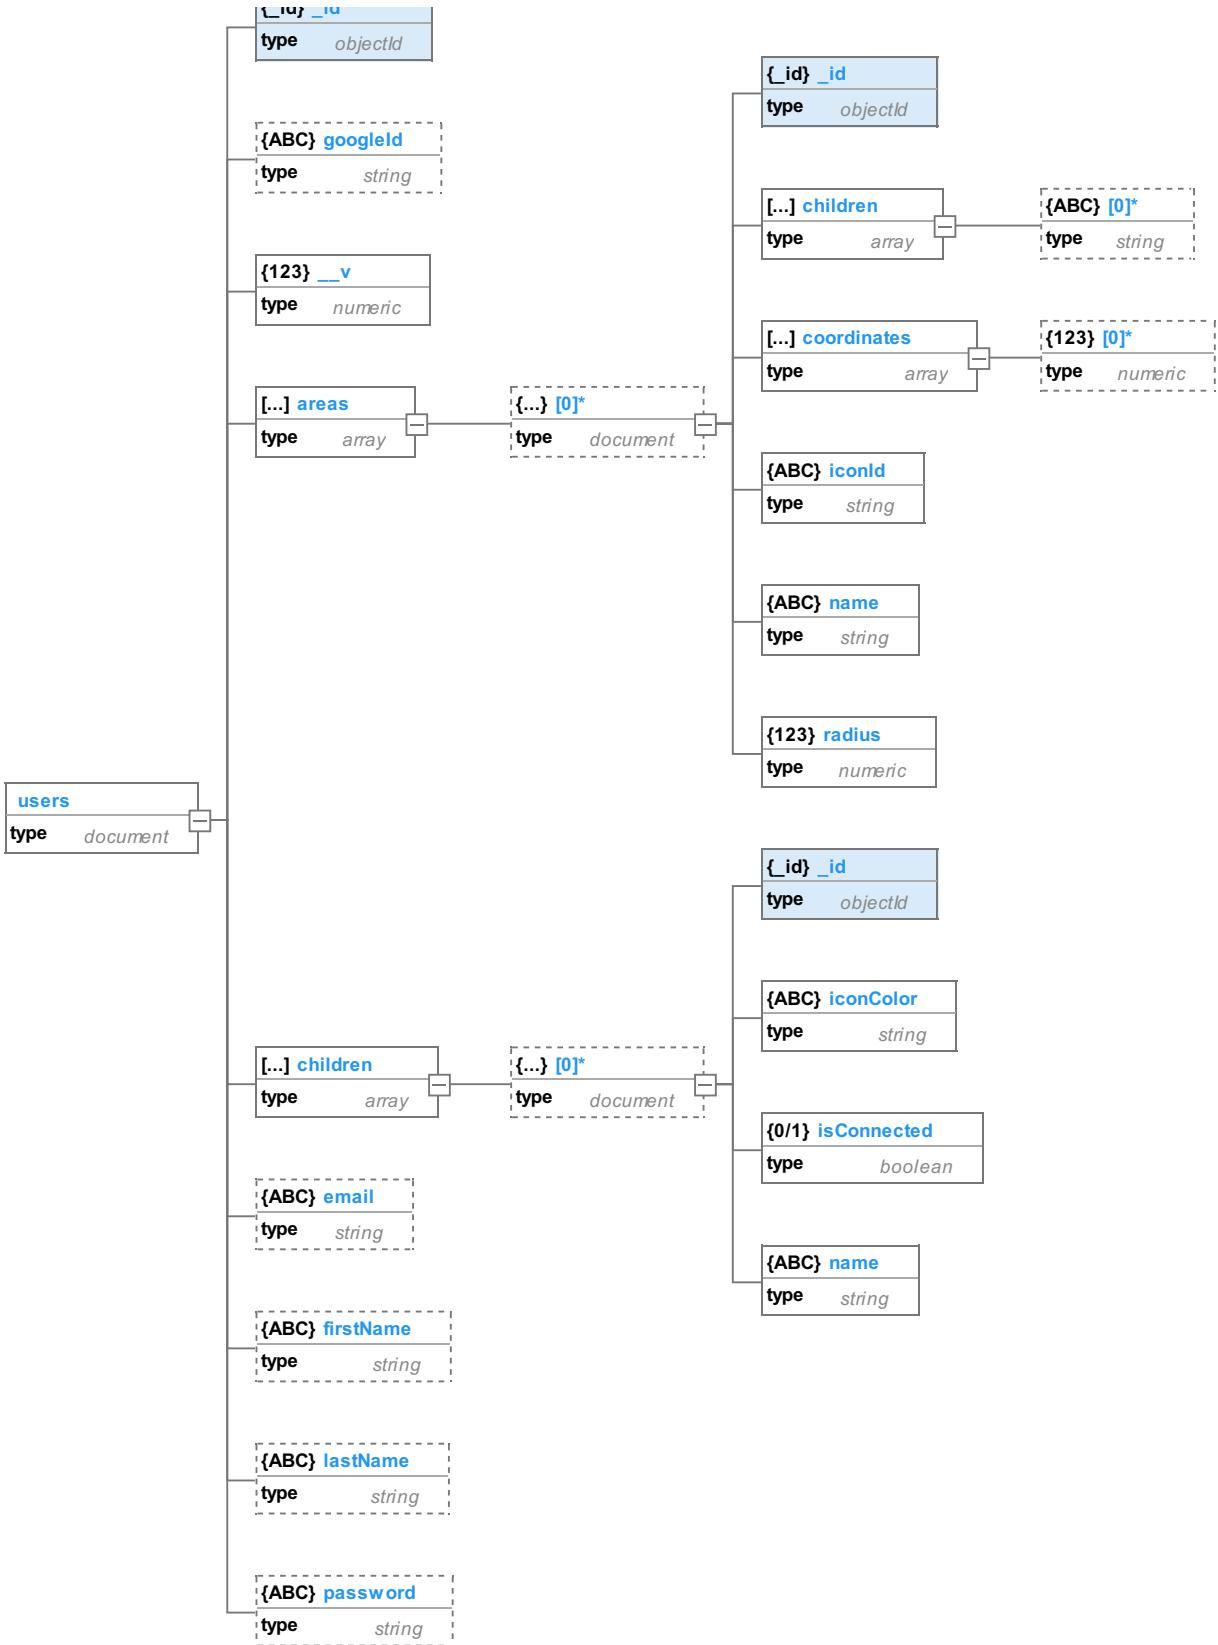 {_id} _id
type objectId
{ABC} googleId
type string
{123} __v
type numeric
[...] areas
type array
{...} [0]*
type document
{_id} _id
type objectId
[...] children
type array
{ABC} [0]*
type string
[...] coordinates
type array
{123} [0]*
type numeric
{ABC} iconId
type string
{ABC} name
type string
{123} radius
type numeric
users
type document
[...] children
type array
{...} [0]*
type document
{_id} _id
type objectId
{ABC} iconColor
type string
{0/1} isConnected
type boolean
{ABC} name
type string
{ABC} email
type string
{ABC} firstName
type string
{ABC} lastName
type string
{ABC} password
type string